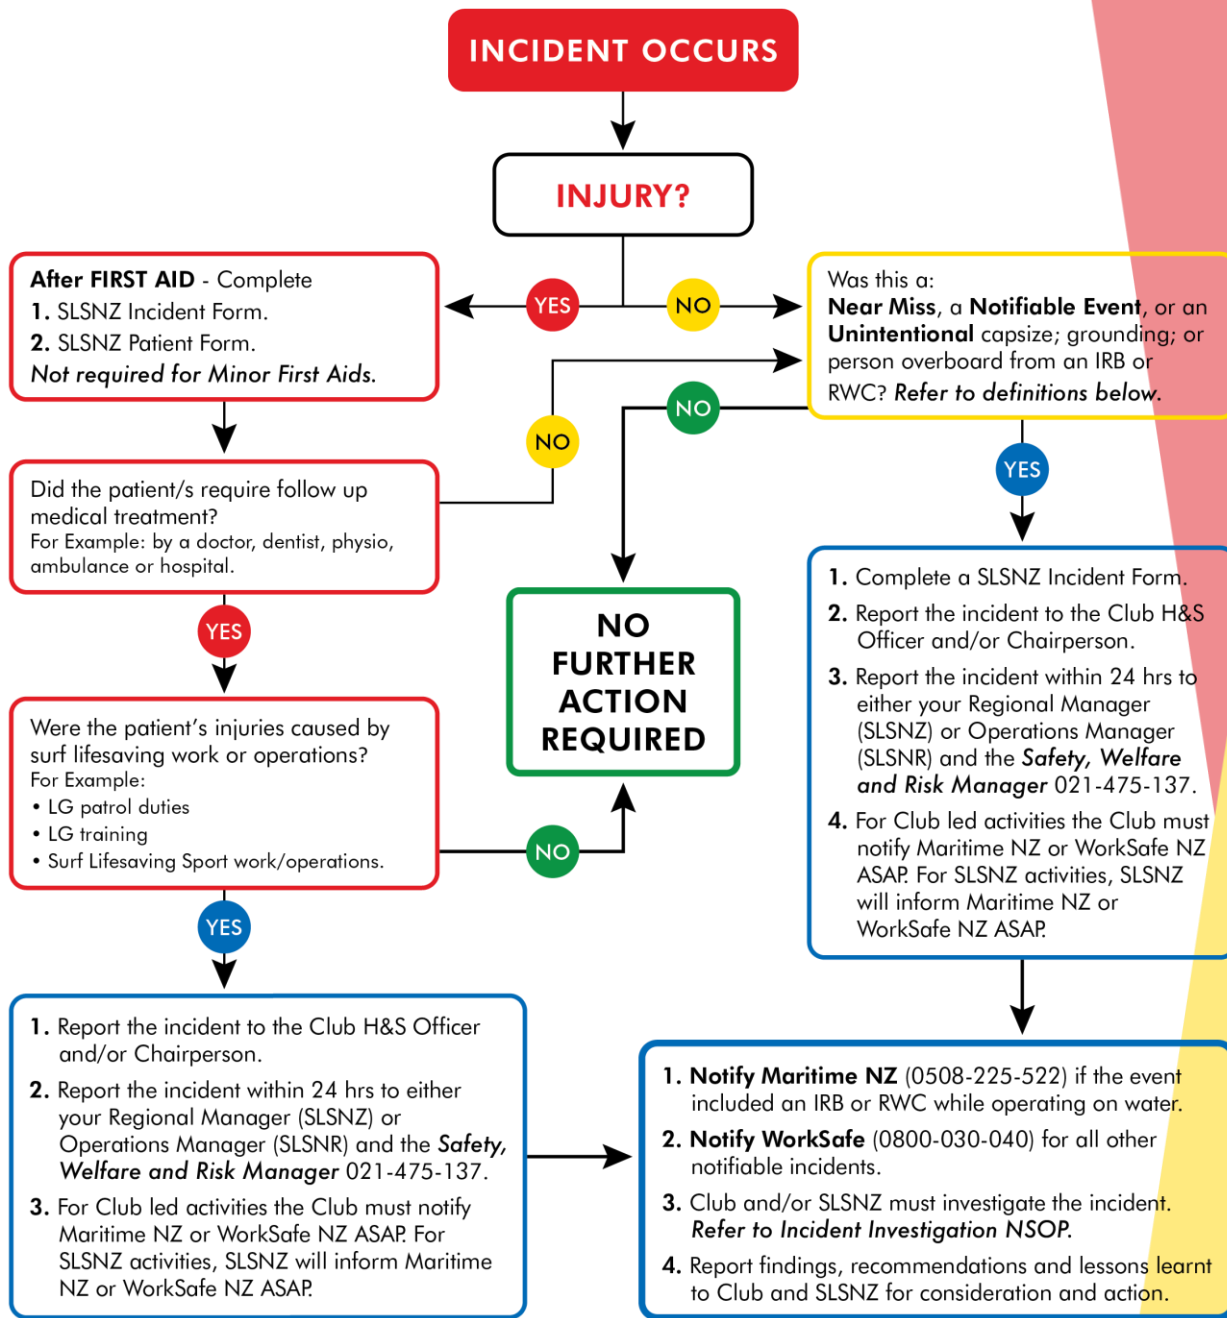 INCIDENT OCCURS
INJURY?
YES
NO
After FIRST AID - Complete
1. SLSNZ Incident Form.
2. SLSNZ Patient Form.
Not required for Minor First Aids.
Was this a:
Near Miss, a Notifiable Event, or an
Unintentional capsize; grounding; or
person overboard from an IRB or
RWC? Refer to definitions below.
NO
NO
YES
Did the patient/s require follow up
medical treatment?
For Example: by a doctor, dentist, physio,
ambulance or hospital.
YES
NO
FURTHER
ACTION
REQUIRED
1. Complete a SLSNZ Incident Form.
2. Report the incident to the Club H&S
Officer and/or Chairperson.
3. Report the incident within 24 hrs to
either your Regional Manager
(SLSNZ) or Operations Manager
(SLSNR) and the Safety, Welfare
and Risk Manager 021-475-137.
4. For Club led activities the Club must
notify Maritime NZ or WorkSafe NZ
ASAP. For SLSNZ activities, SLSNZ
will inform Maritime NZ or
WorkSafe NZ ASAP.
Were the patient's injuries caused by
surf lifesaving work or operations?
For Example:
• LG patrol duties
• LG training
• Surf Lifesaving Sport work/operations.
NO
YES
1. Report the incident to the Club H&S Officer
and/or Chairperson.
2. Report the incident within 24 hrs to either
your Regional Manager (SLSNZ) or
Operations Manager (SLSNR) and the Safety,
Welfare and Risk Manager 021-475-137.
3. For Club led activities the Club must notify
Maritime NZ or WorkSafe NZ ASAP. For
SLSNZ activities, SLSNZ will inform Maritime
NZ or WorkSafe NZ ASAP.
1. Notify Maritime NZ (0508-225-522) if the event
included an IRB or RWC while operating on water.
2. Notify WorkSafe (0800-030-040) for all other
notifiable incidents.
3. Club and/or SLSNZ must investigate the incident.
Refer to Incident Investigation NSOP.
4. Report findings, recommendations and lessons learnt
to Club and SLSNZ for consideration and action.